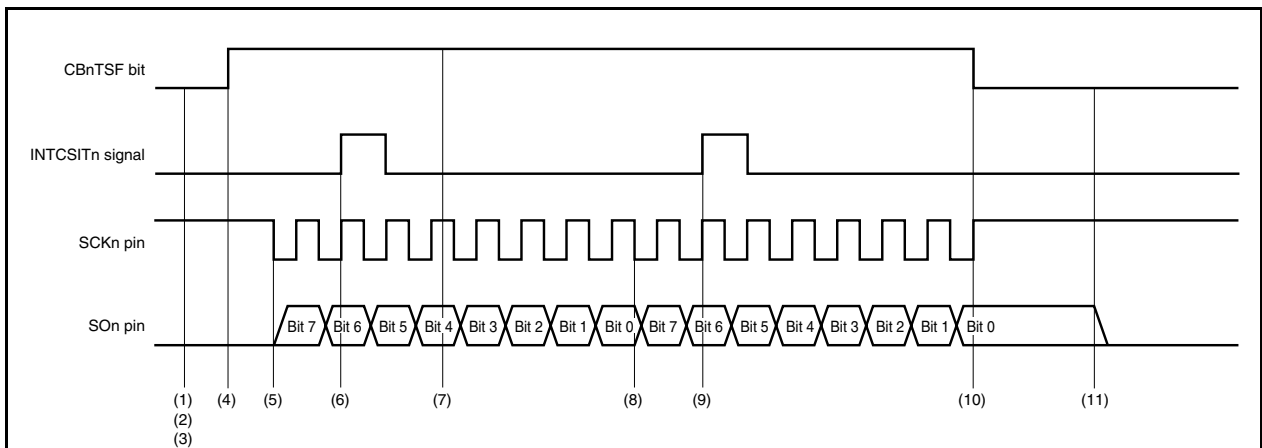 CBnTSF bit
INTCSITn signal
SCKn pin
SOn pin
Bit 7 Bit 6 Bit 5 Bit 4 Bit 3 Bit 2 Bit 1 Bit 0 Bit 7 Bit 6 Bit 5 Bit 4 Bit 3 Bit 2 Bit 1 Bit 0
(1) (4) (5) (6) (7) (8) (9) (10) (11)
(2)
(3)